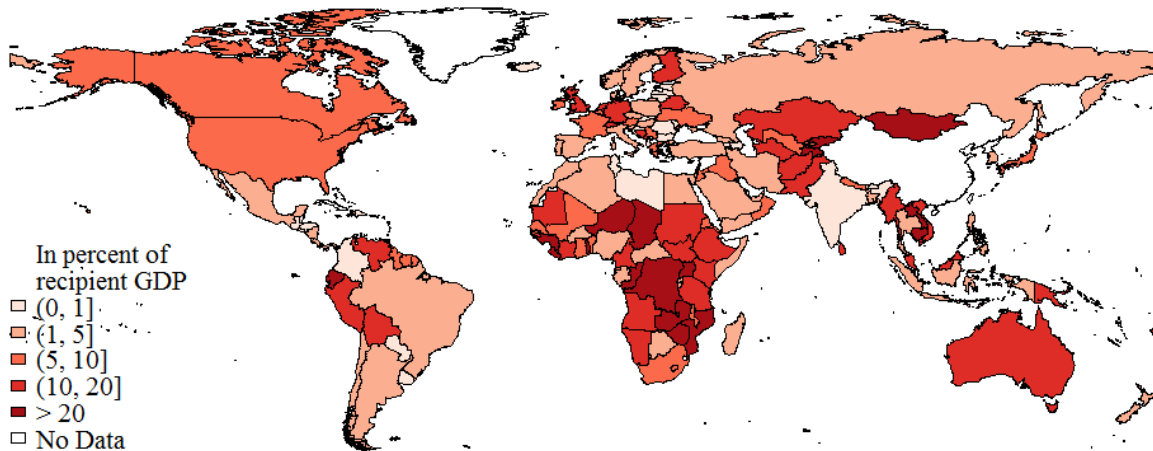 In percent of
recipient GDP
(0, 1]
(1, 5]
(5, 10]
(10, 20]
> 20
No Data